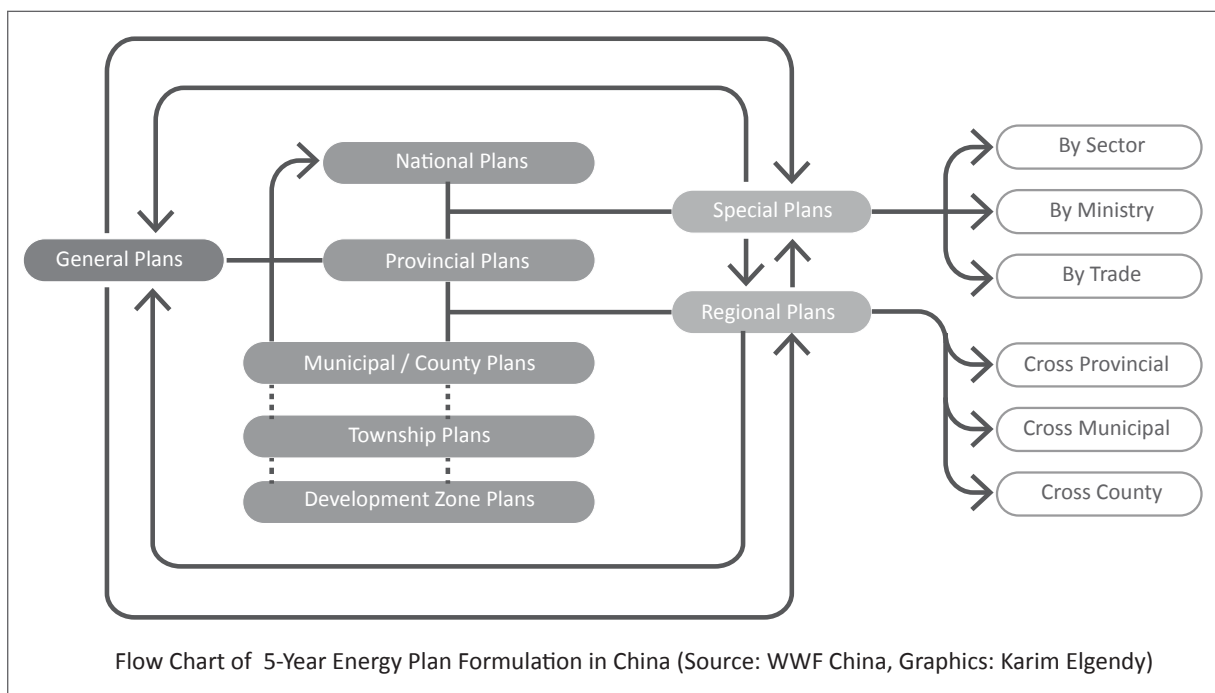 General Plans
National Plans
Provincial Plans
Municipal / County Plans
Township Plans
Development Zone Plans
Special Plans
Regional Plans
By Sector
By Ministry
By Trade
Cross Provincial
Cross Municipal
Cross County
Flow Chart of 5-Year Energy Plan Formulation in China (Source: WWF China, Graphics: Karim Elgendy)